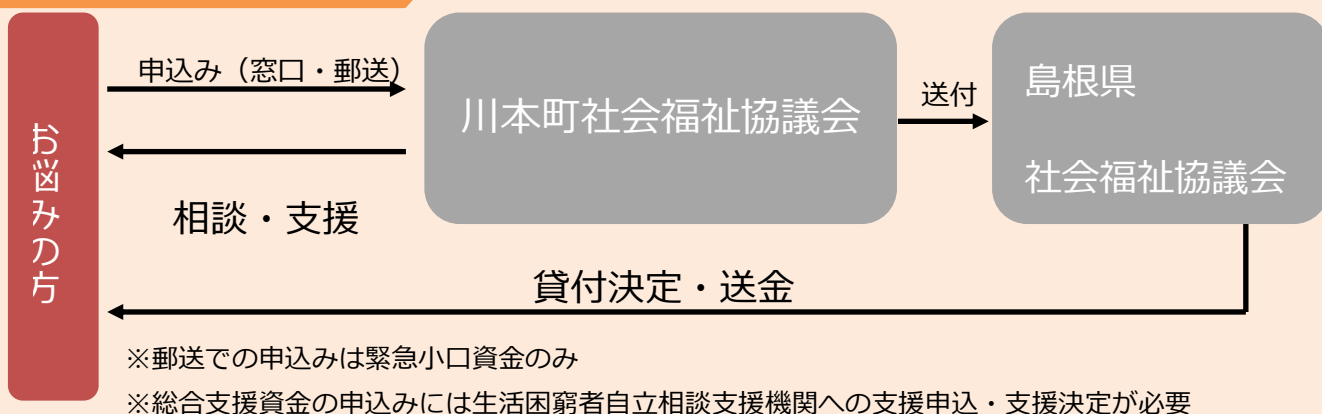 お悩みの方
申込み（窓口・郵送）
川本町社会福祉協議会
送付
島根県
社会福祉協議会
相談・支援
貸付決定・送金
※郵送での申込みは緊急小口資金のみ
※総合支援資金の申込みには生活困窮者自立相談支援機関への支援申込・支援決定が必要